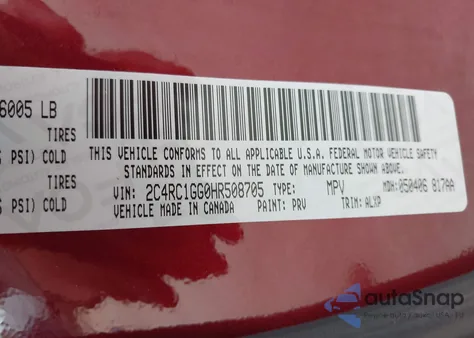 6005 LB
TIRES
PSI) COLD
TIRES
PSI) COLD
THIS VEHICLE CONFORMS TO ALL APPLICABLE U.S.A. FEDERAL MOTOR VEHICLE SAFETY
STANDARDS IN EFFECT ON THE DATE OF MANUFACTURE SHOWN ABOVE.
VIN: 2C4RC1GG0HR508705 TYPE: MPV MDH: 050406 817AA
VEHICLE MADE IN CANADA PAINT: PRV TRIM: ALXP
autoSnap